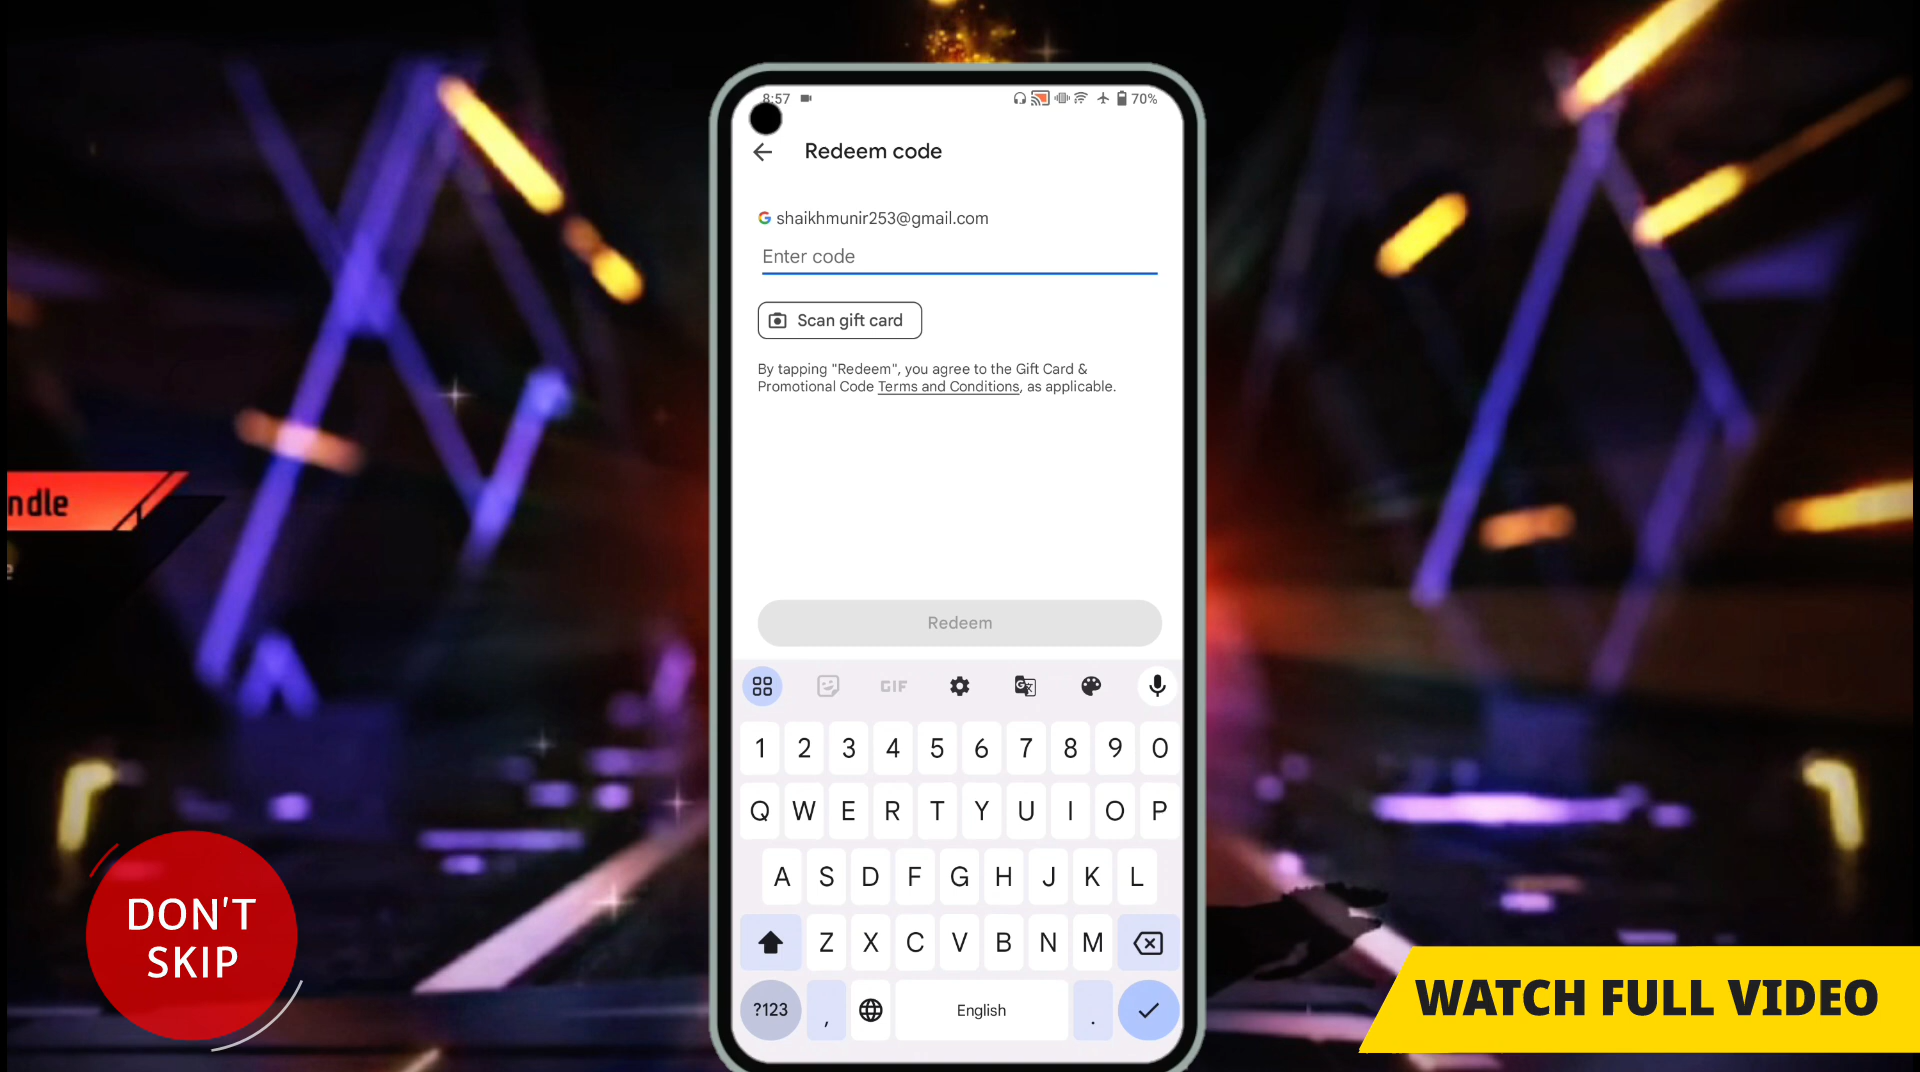 8:57
70%
Redeem code
G shaikhmunir253@gmail.com
Enter code
Scan gift card
By tapping "Redeem", you agree to the Gift Card &
Promotional Code Terms and Conditions, as applicable.
Redeem
GIF
1 2 3 4 5 6 7 8 9 0
Q W E R T Y U I O P
A S D F G H J K L
Z X C V B N M
?123 , English .
ndle
e
DON'T
SKIP
WATCH FULL VIDEO